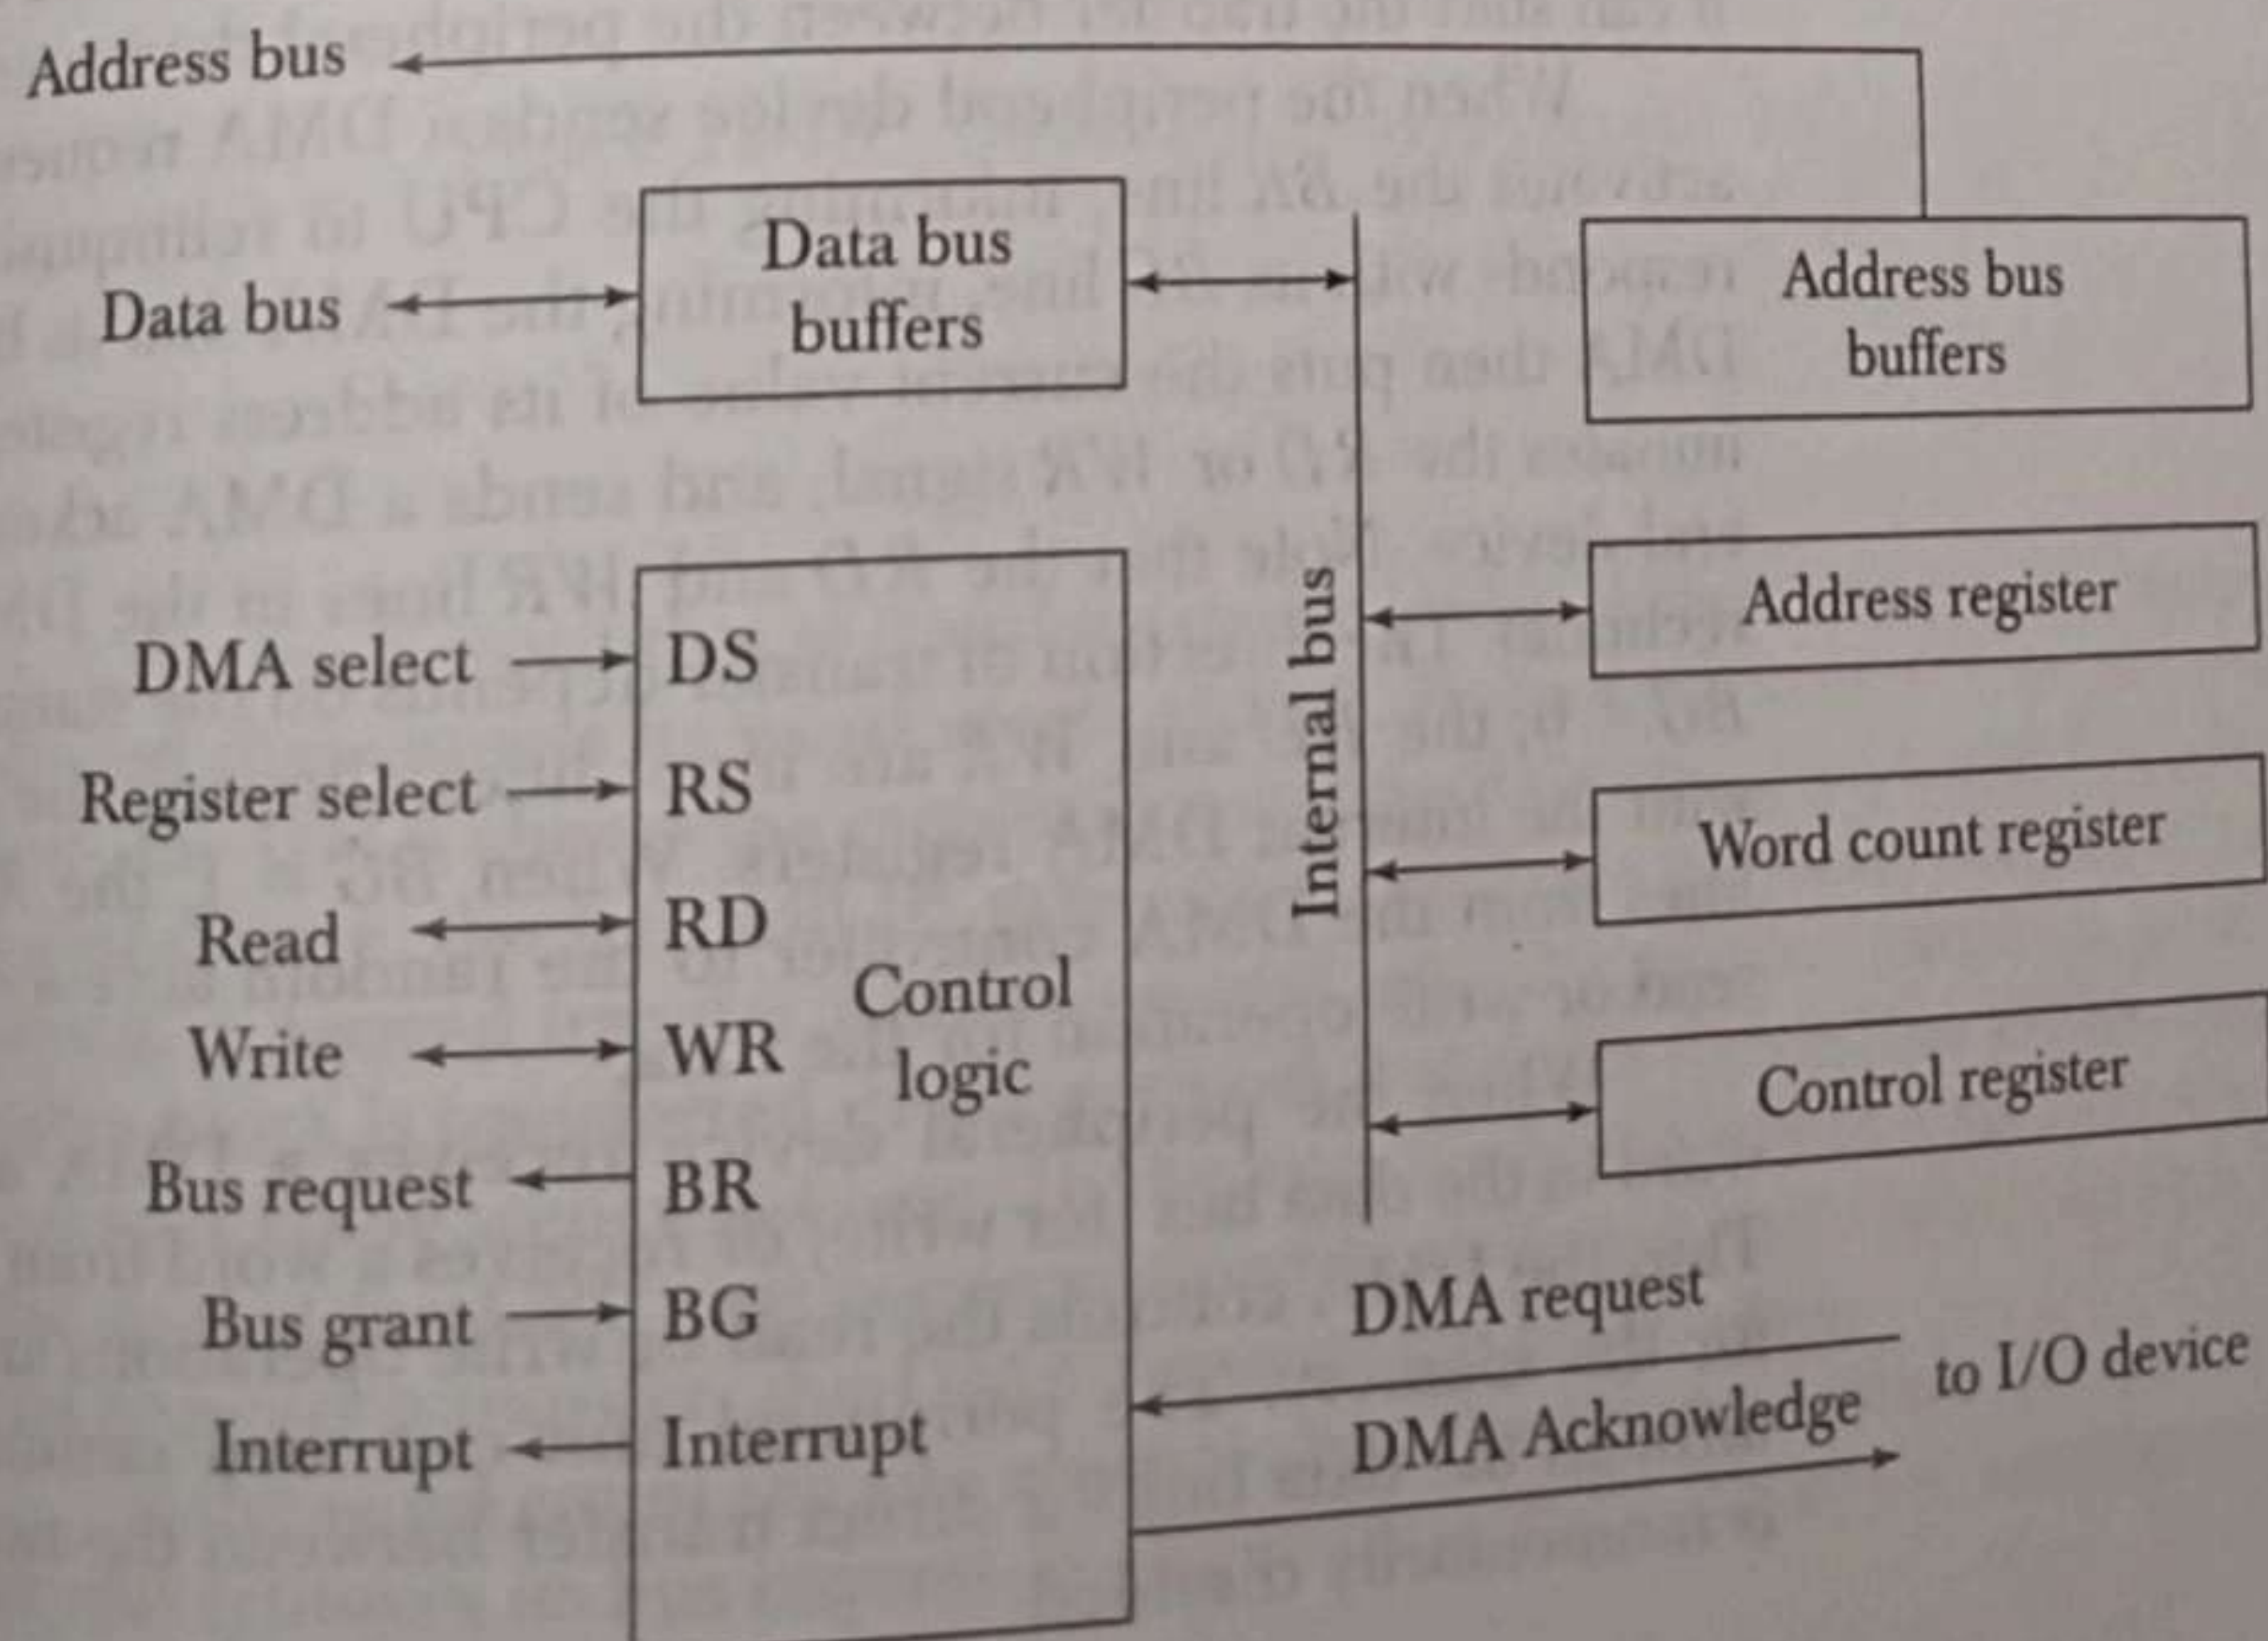 Address bus
Data bus
Data bus
buffers
Address bus
buffers
DMA select
DS
Register select
RS
Read
RD
Write
WR
Control
logic
Bus request
BR
Bus grant
BG
Interrupt
Interrupt
Internal bus
Address register
Word count register
Control register
DMA request
DMA Acknowledge
to I/O device